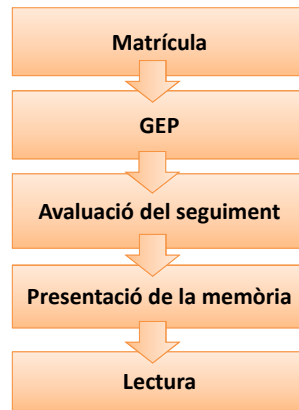 Matrícula
GEP
Avaluació del seguiment
Presentació de la memòria
Lectura